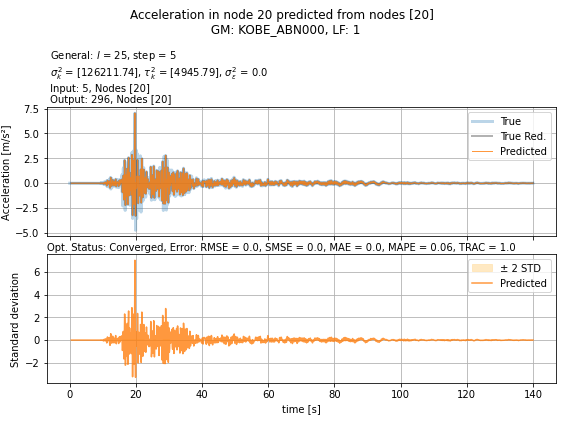 Acceleration in node 20 predicted from nodes [20]
GM: KOBE_ABN000, LF: 1
General: l = 25, step = 5
σ²ₖ = [126211.74], τ²ₖ = [4945.79], σ²ε = 0.0
Input: 5, Nodes [20]
Output: 296, Nodes [20]
Acceleration [m/s²]
7.5
5.0
2.5
0.0
−2.5
−5.0
True
True Red.
Predicted
Opt. Status: Converged, Error: RMSE = 0.0, SMSE = 0.0, MAE = 0.0, MAPE = 0.06, TRAC = 1.0
Standard deviation
6
4
2
0
−2
± 2 STD
Predicted
0 20 40 60 80 100 120 140
time [s]